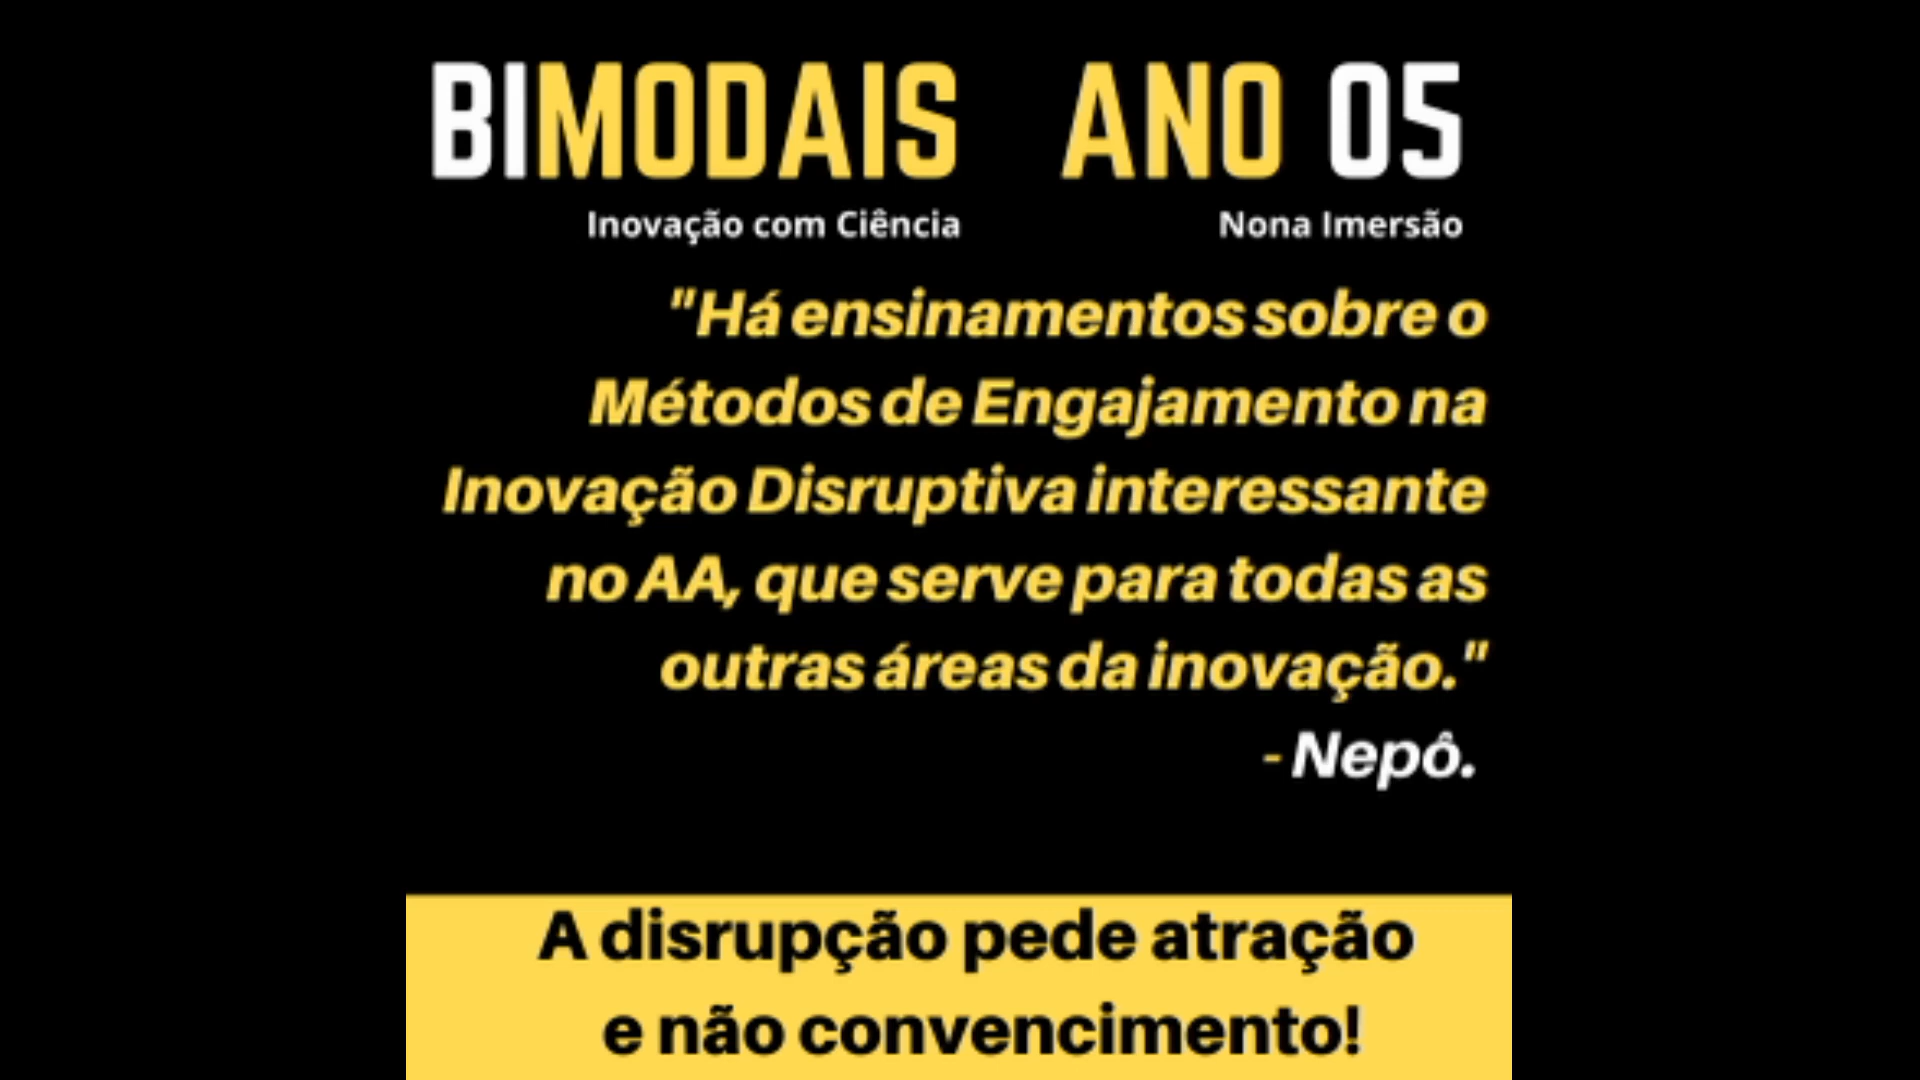 BIMODAIS ANO 05
Inovação com Ciência Nona Imersão
"Há ensinamentos sobre o
Métodos de Engajamento na
Inovação Disruptiva interessante
no AA, que serve para todas as
outras áreas da inovação."
- Nepô.
A disrupção pede atração
e não convencimento!